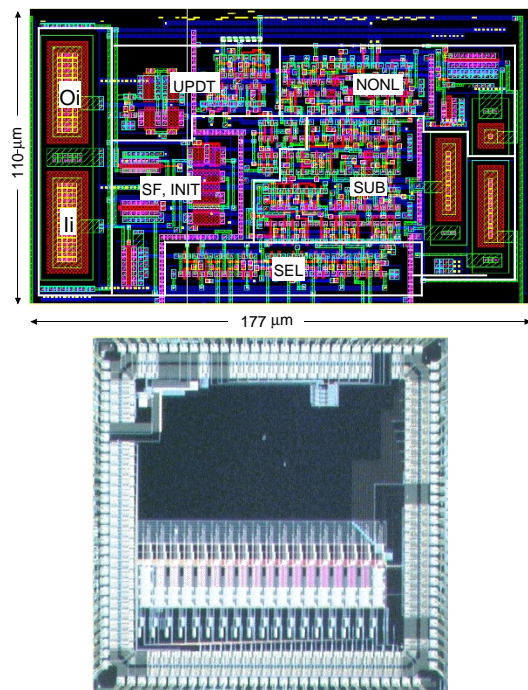 Oi
UPDT
NONL
Ii
SF, INIT
SUB
SEL
110-µm
177 µm